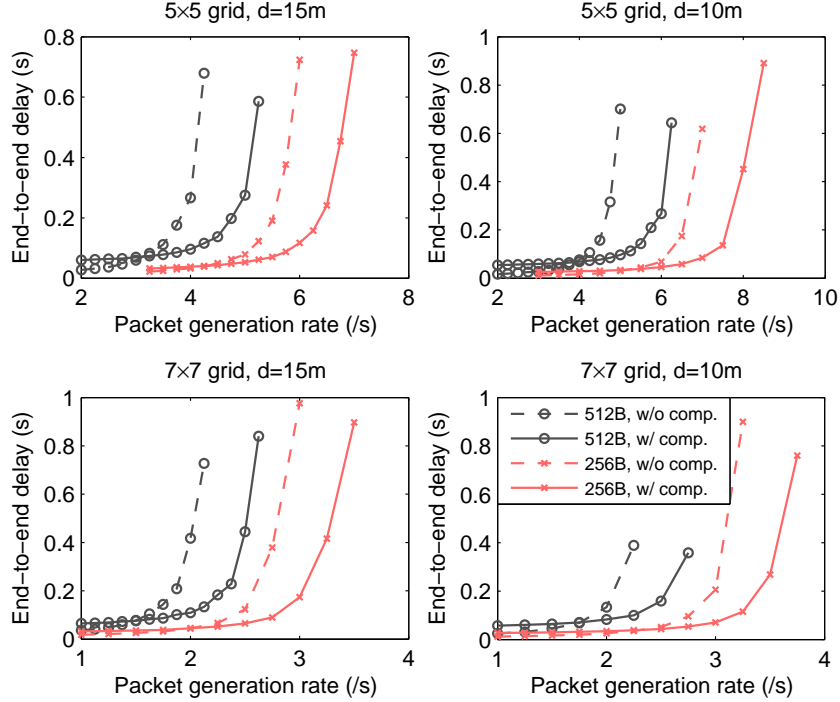 5×5 grid, d=15m
5×5 grid, d=10m
End−to−end delay (s)
0.8
0.6
0.4
0.2
0
2 4 6 8
Packet generation rate (/s)
End−to−end delay (s)
1
0.8
0.6
0.4
0.2
0
2 4 6 8 10
Packet generation rate (/s)
7×7 grid, d=15m
7×7 grid, d=10m
End−to−end delay (s)
1
0.8
0.6
0.4
0.2
0
1 2 3 4
Packet generation rate (/s)
End−to−end delay (s)
1
0.8
0.6
0.4
0.2
0
512B, w/o comp.
512B, w/ comp.
256B, w/o comp.
256B, w/ comp.
1 2 3 4
Packet generation rate (/s)